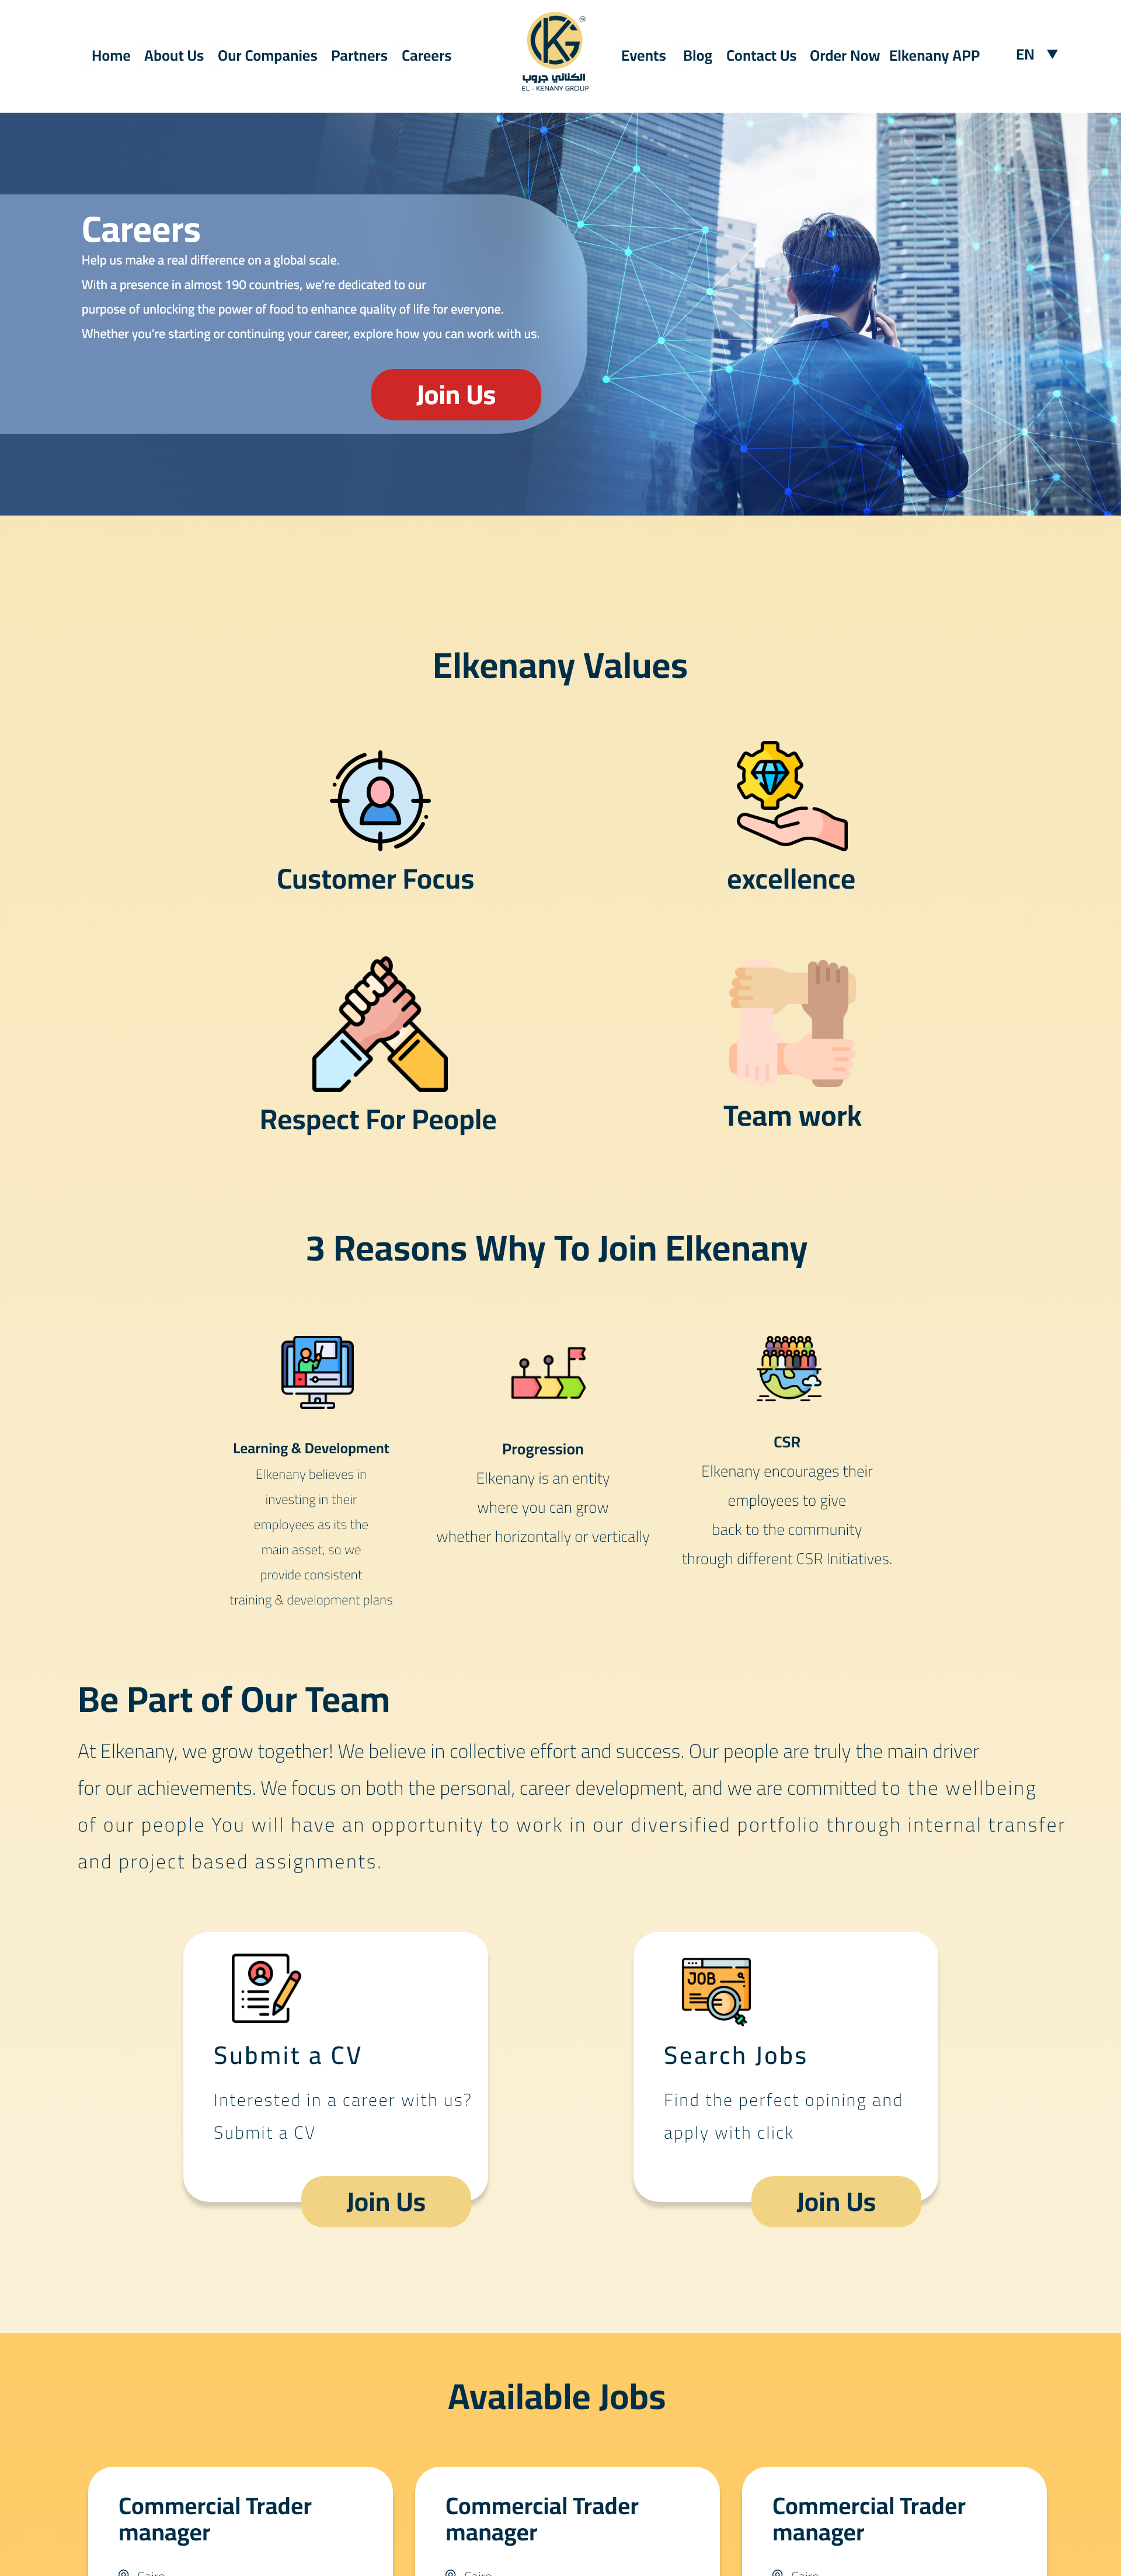 Home About Us Our Companies Partners Careers
الكناني جروب
EL - KENANY GROUP
Events Blog Contact Us Order Now Elkenany APP
EN
Careers
Help us make a real difference on a global scale.
With a presence in almost 190 countries, we're dedicated to our
purpose of unlocking the power of food to enhance quality of life for everyone.
Whether you're starting or continuing your career, explore how you can work with us.
Join Us
Elkenany Values
Customer Focus
excellence
Respect For People
Team work
3 Reasons Why To Join Elkenany
Learning & Development
Elkenany believes in
investing in their
employees as its the
main asset, so we
provide consistent
training & development plans
Progression
Elkenany is an entity
where you can grow
whether horizontally or vertically
CSR
Elkenany encourages their
employees to give
back to the community
through different CSR Initiatives.
Be Part of Our Team
At Elkenany, we grow together! We believe in collective effort and success. Our people are truly the main driver
for our achievements. We focus on both the personal, career development, and we are committed to the wellbeing
of our people You will have an opportunity to work in our diversified portfolio through internal transfer
and project based assignments.
Submit a CV
Interested in a career with us?
Submit a CV
Join Us
JOB
Search Jobs
Find the perfect opining and
apply with click
Join Us
Available Jobs
Commercial Trader
manager
Cairo
Commercial Trader
manager
Cairo
Commercial Trader
manager
Cairo